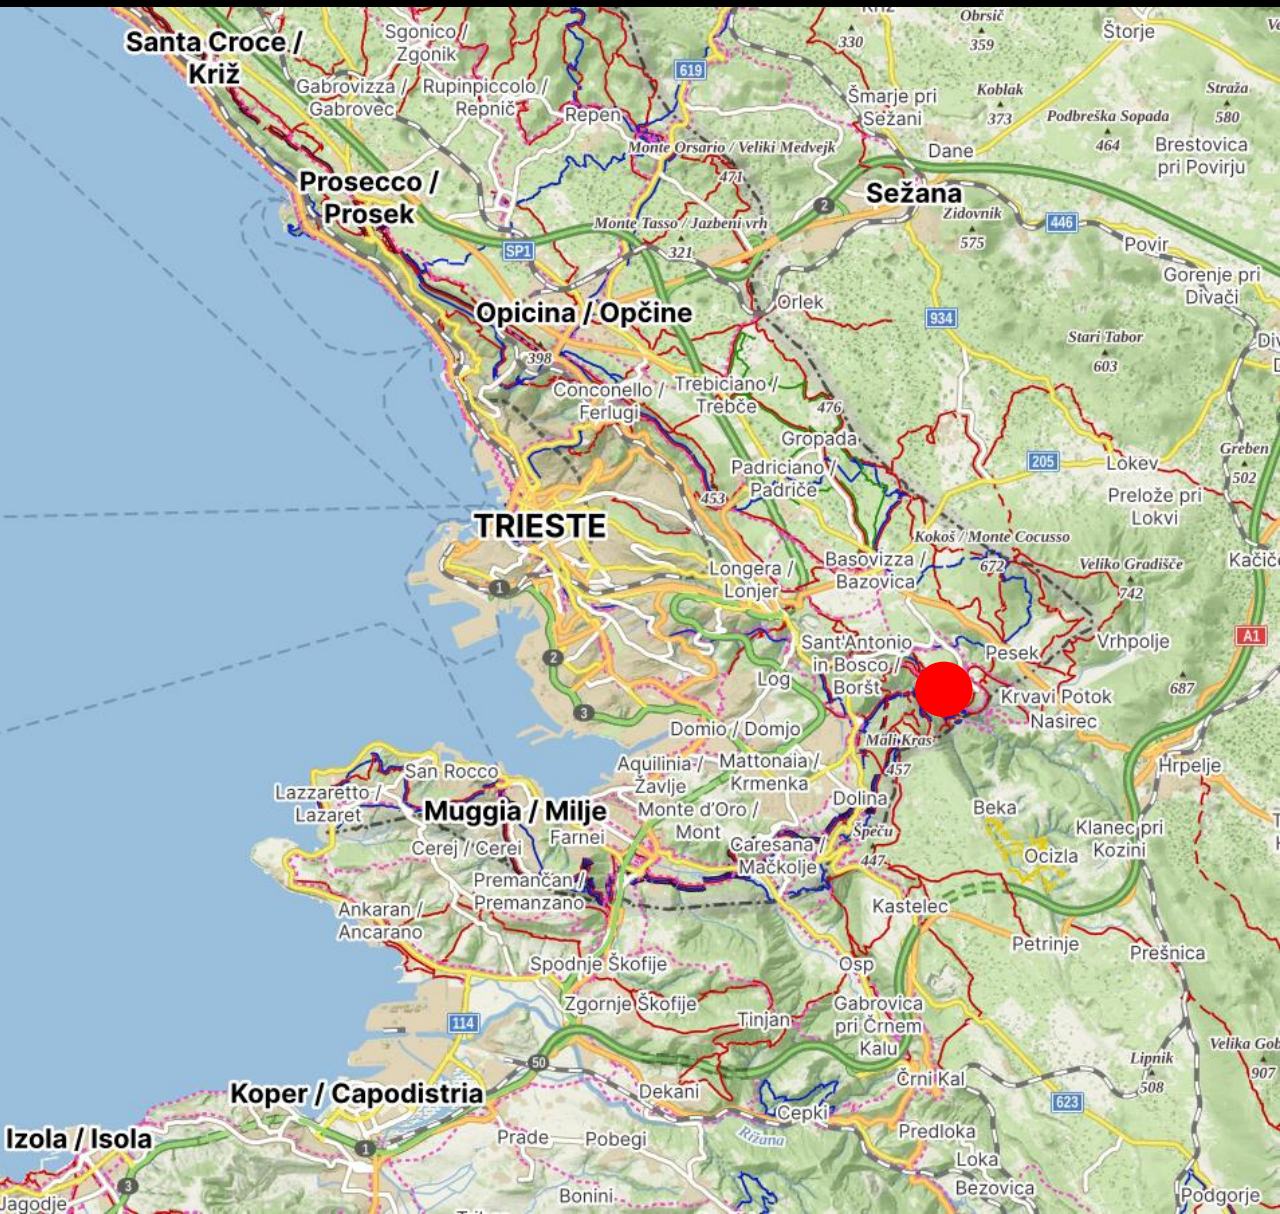 Santa Croce /
Križ
Sgonico /
Zgonik
330
Obrsič
359
Štorje
619
Gabrovizza /
Gabrovec
Rupinpiccolo /
Repnič
Repen
Šmarje pri
Sežani
Koblak
373
Podbreška Sopada
464
Straža
580
Monte Orsario / Veliki Medvejk
471
Dane
Brestovica
pri Povirju
Prosecco /
Prosek
Sežana
2
Zidovnik
575
446
Monte Tasso / Jazbeni vrh
321
SP1
Povir
Gorenje pri
Divači
Opicina / Opčine
Orlek
934
Stari Tabor
603
398
Conconello /
Ferlugi
Trebiciano /
Trebče
476
Gropada
205
Lokev
Greben
502
Padriciano /
Padriče
453
Prelože pri
Lokvi
TRIESTE
Kokoš / Monte Cocusso
672
Basovizza /
Bazovica
Veliko Gradišče
742
Longera /
Lonjer
1
A1
2
Sant'Antonio
in Bosco /
Boršt
Pesek
Vrhpolje
Log
687
Krvavi Potok
Nasirec
3
Domio / Domjo
Mali Kras
457
Aquilinia /
Žavlje
Mattonaia /
Krmenka
Hrpelje
San Rocco
Lazzaretto /
Lazaret
Muggia / Milje
Monte d'Oro /
Mont
Dolina
Beka
Farnei
Cerej / Cerei
Caresana /
Mačkolje
Špeču
447
Klanec pri
Kozini
Ocizla
Premančan /
Premanzano
Ankaran /
Ancarano
Kastelec
Petrinje
Prešnica
Spodnje Škofije
Osp
Zgornje Škofije
Tinjan
Gabrovica
pri Črnem
Kalu
114
50
Lipnik
508
907
Koper / Capodistria
Dekani
Črni Kal
623
Cepki
Rižana
Izola / Isola
1
Prade
Pobegi
Predloka
Loka
3
Bezovica
Jagodje
Bonini
Podgorje